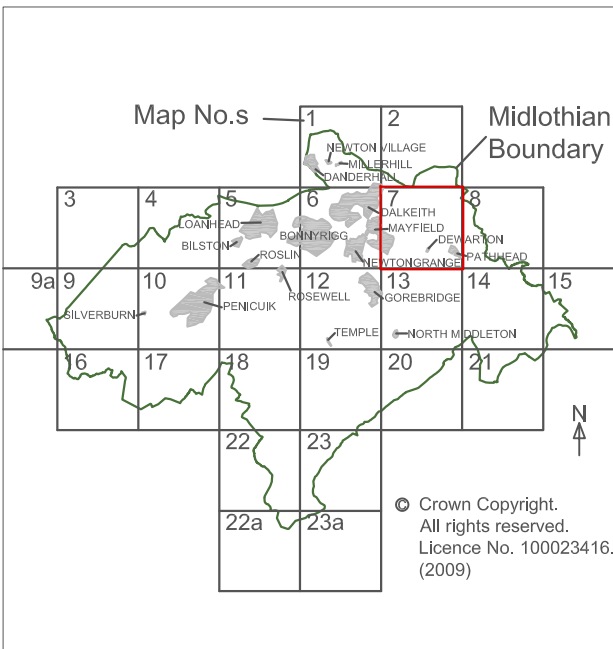 1
2
Map No.s
Midlothian
Boundary
NEWTON VILLAGE
MILLERHILL
DANDERHALL
3
4
5
6
7
8
DALKEITH
LOANHEAD
MAYFIELD
BONNYRIGG
DEWARTON
BILSTON
PATHHEAD
NEWTONGRANGE
ROSLIN
9a
9
10
11
12
13
14
15
ROSEWELL
GOREBRIDGE
PENICUIK
SILVERBURN
TEMPLE
NORTH MIDDLETON
16
17
18
19
20
21
N
22
23
© Crown Copyright.
All rights reserved.
Licence No. 100023416.
(2009)
22a
23a